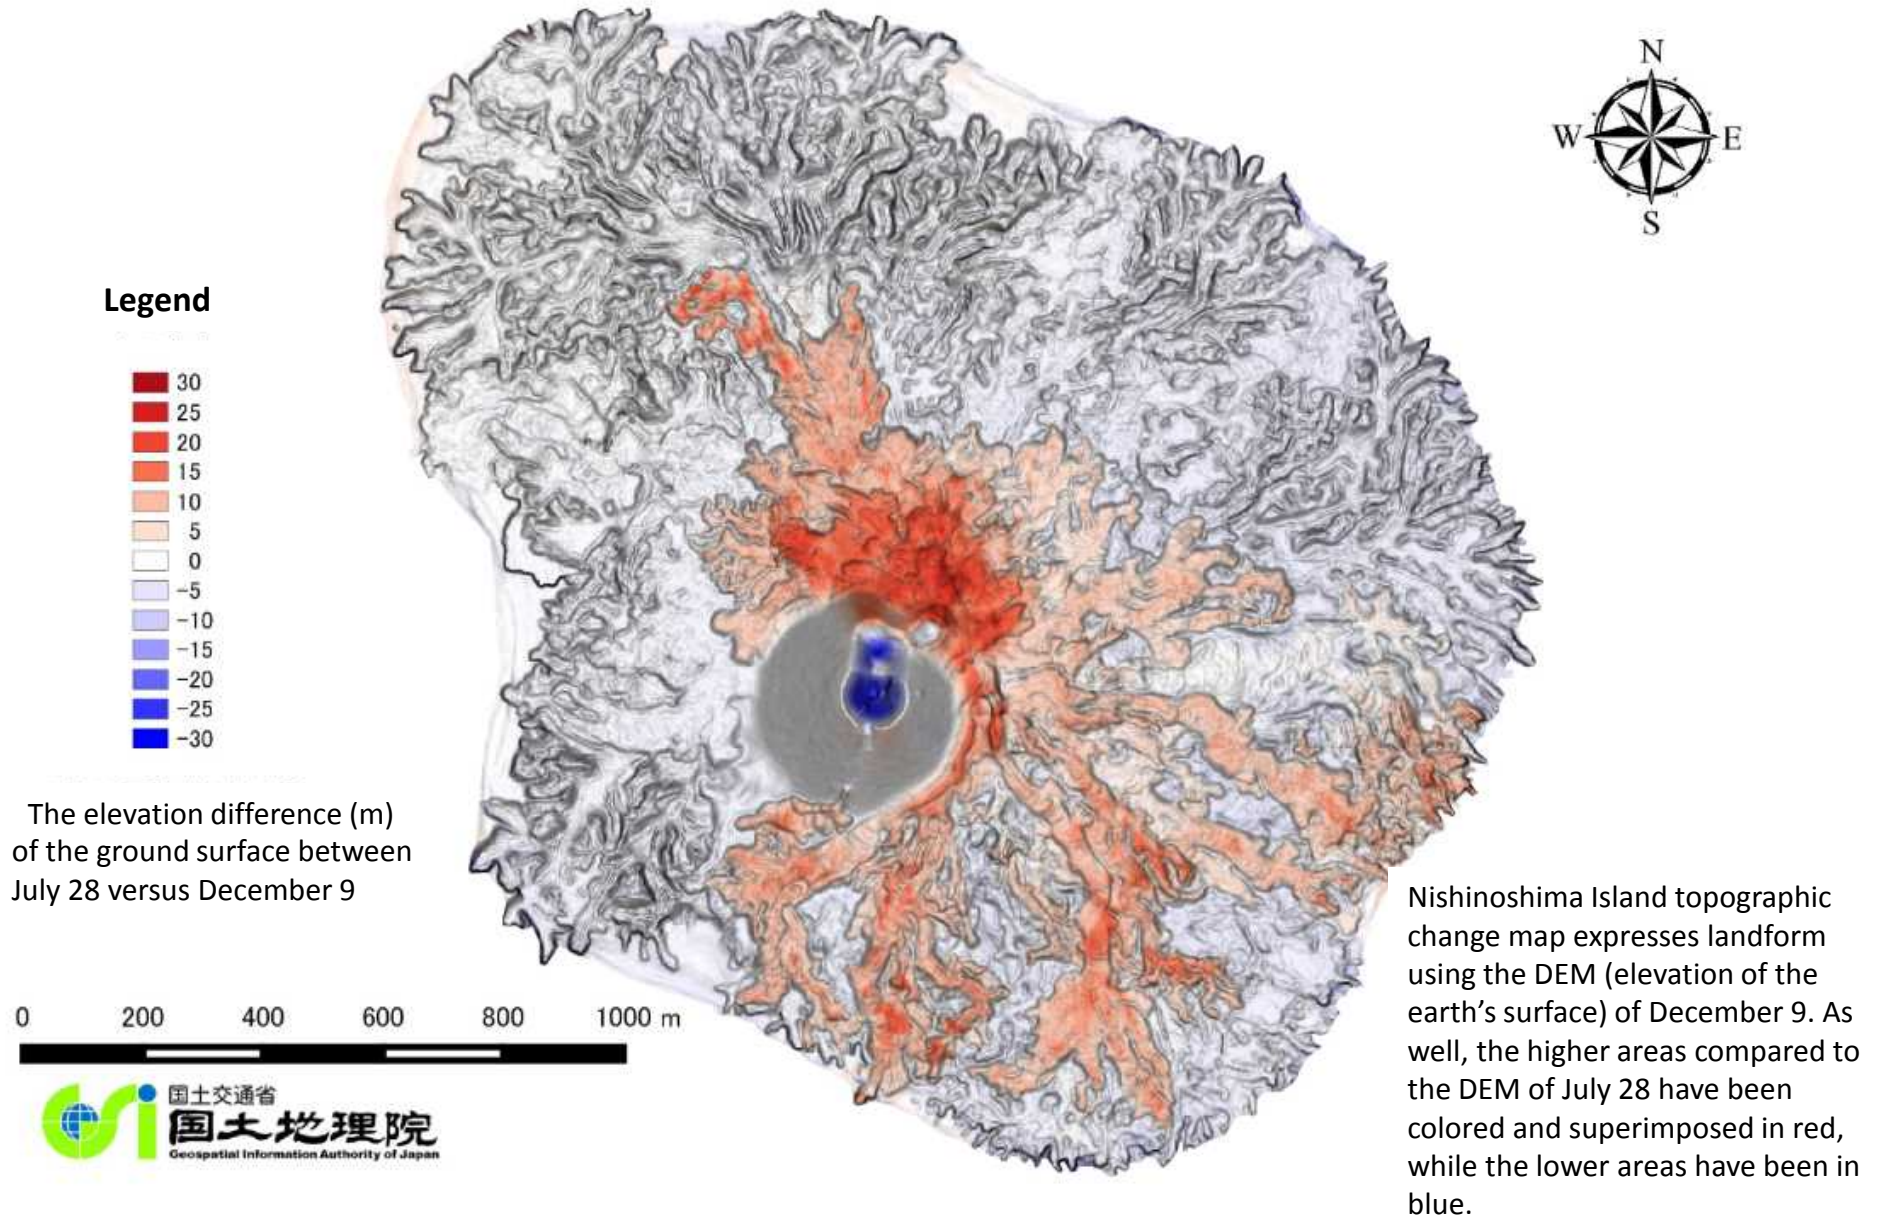 N
W
E
S
Legend
30
25
20
15
10
5
0
−5
−10
−15
−20
−25
−30
The elevation difference (m)
of the ground surface between
July 28 versus December 9
Nishinoshima Island topographic
change map expresses landform
using the DEM (elevation of the
earth’s surface) of December 9. As
well, the higher areas compared to
the DEM of July 28 have been
colored and superimposed in red,
while the lower areas have been in
blue.
0 200 400 600 800 1000 m
国土交通省
国土地理院
Geospatial Information Authority of Japan